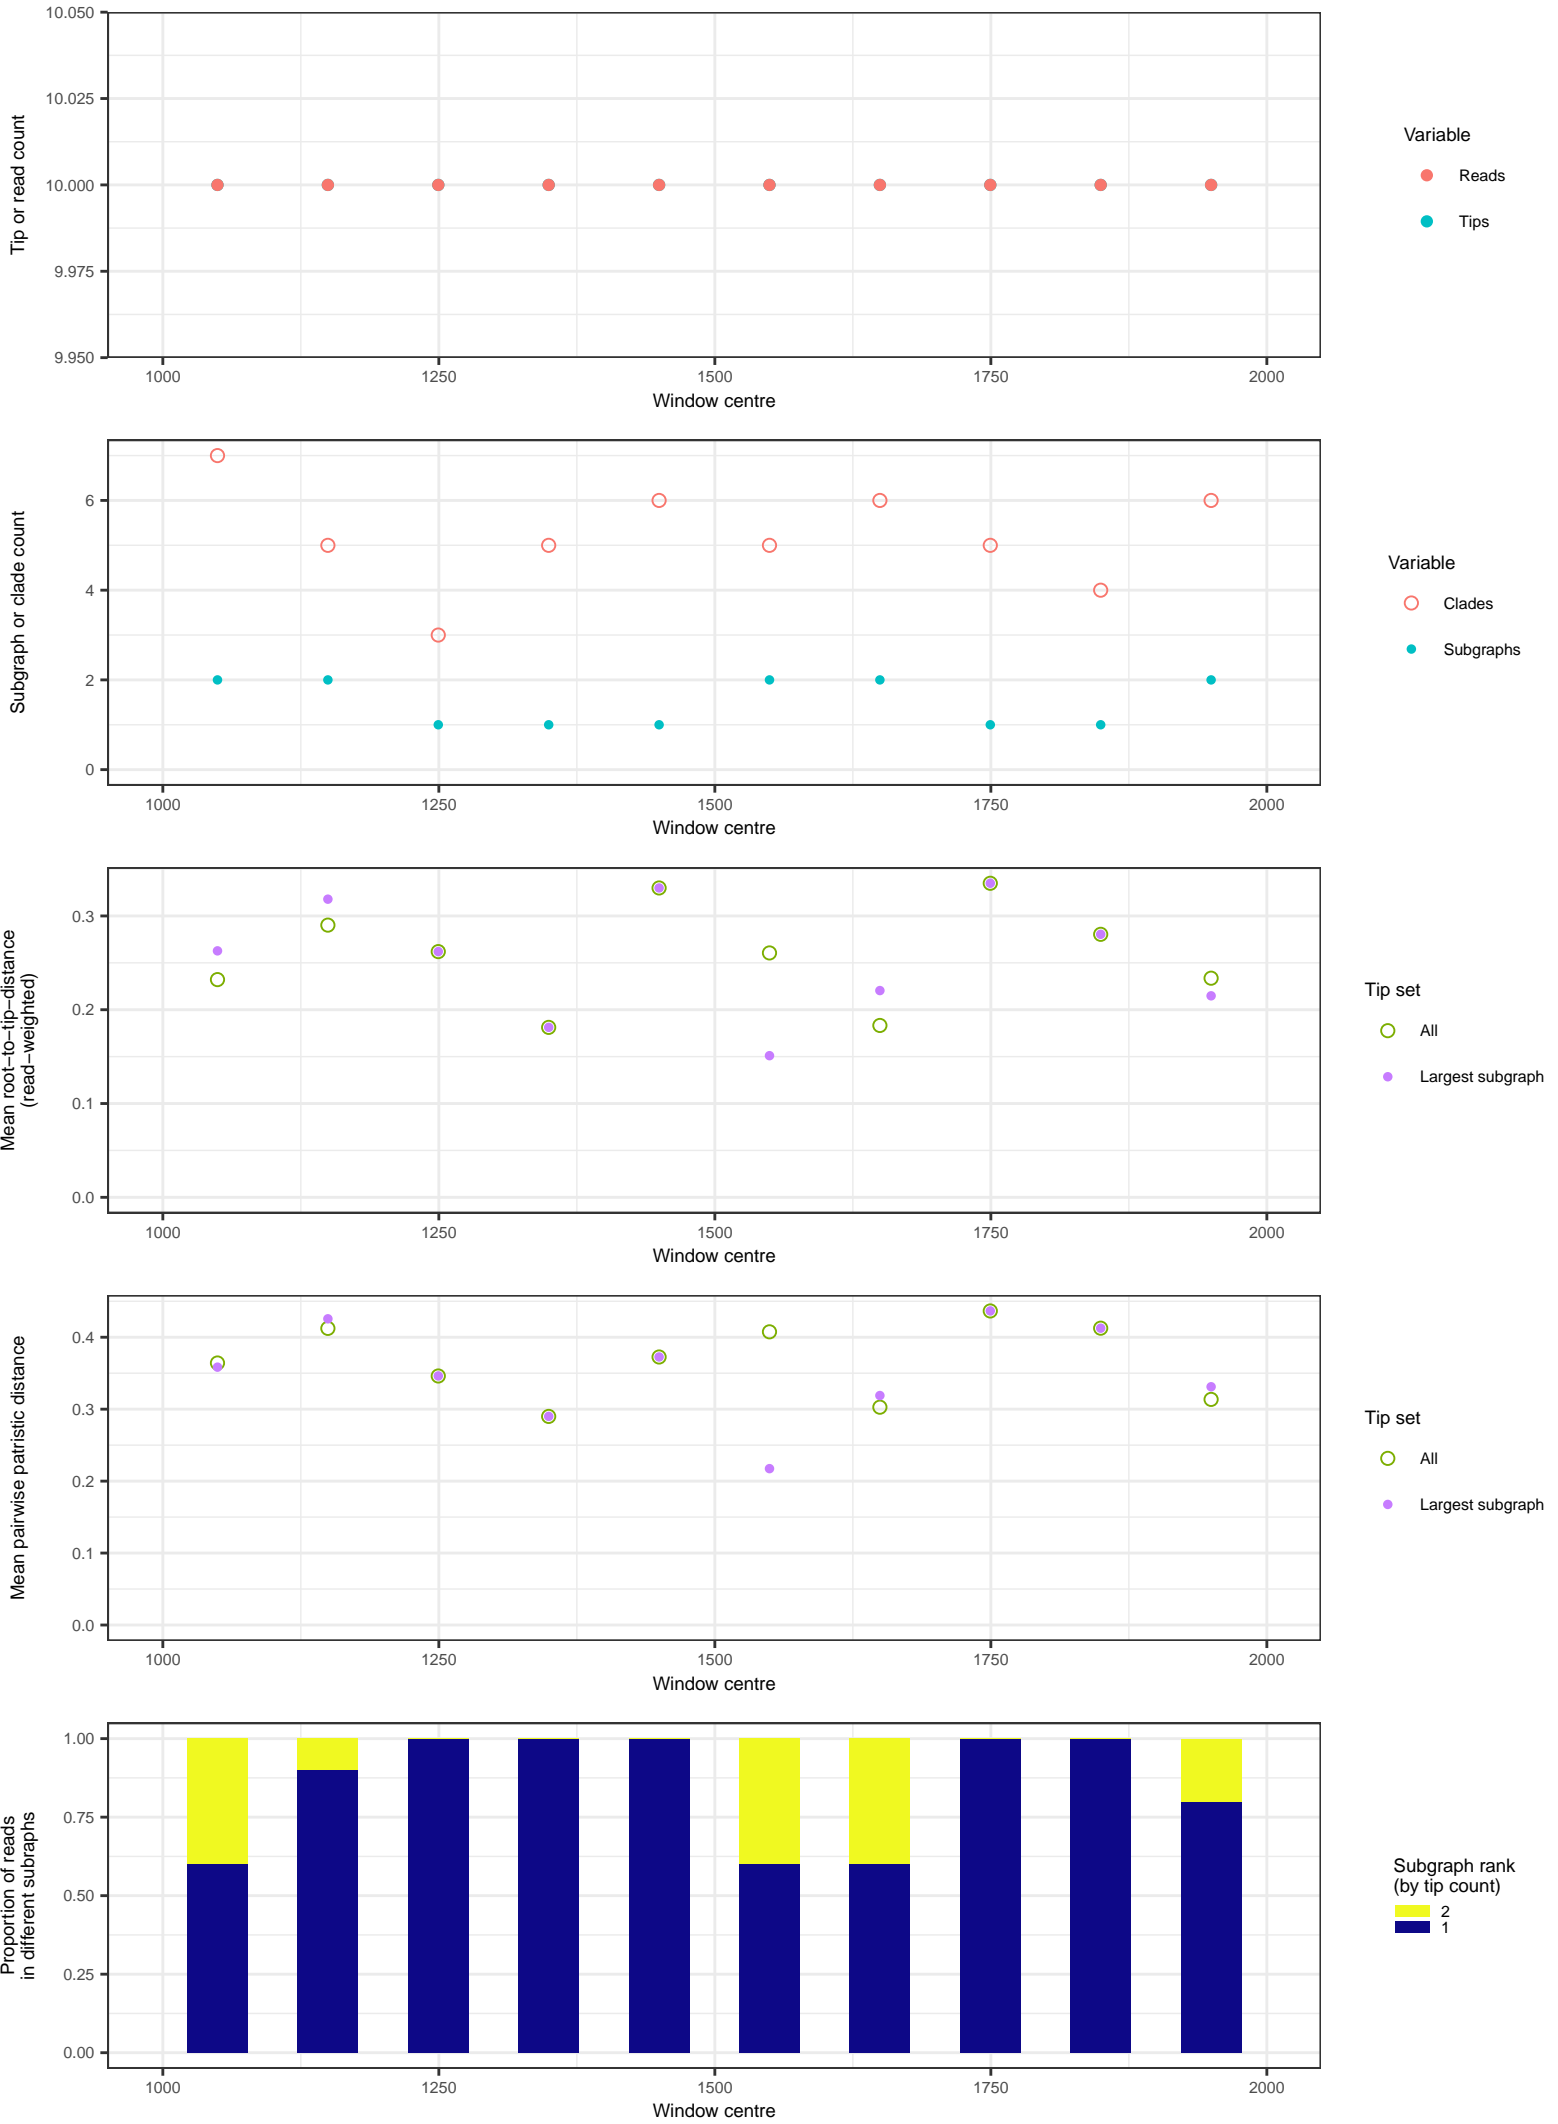 10.050
10.025
10.000
9.975
9.950
Tip or read count
1000 1250 1500 1750 2000
Window centre
Variable
Reads
Tips
6
4
2
0
Subgraph or clade count
1000 1250 1500 1750 2000
Window centre
Variable
Clades
Subgraphs
0.3
0.2
0.1
0.0
Mean root−to−tip−distance
(read−weighted)
1000 1250 1500 1750 2000
Window centre
Tip set
All
Largest subgraph
0.4
0.3
0.2
0.1
0.0
Mean pairwise patristic distance
1000 1250 1500 1750 2000
Window centre
Tip set
All
Largest subgraph
1.00
0.75
0.50
0.25
0.00
Proportion of reads
in different subraphs
1000 1250 1500 1750 2000
Window centre
Subgraph rank
(by tip count)
2
1